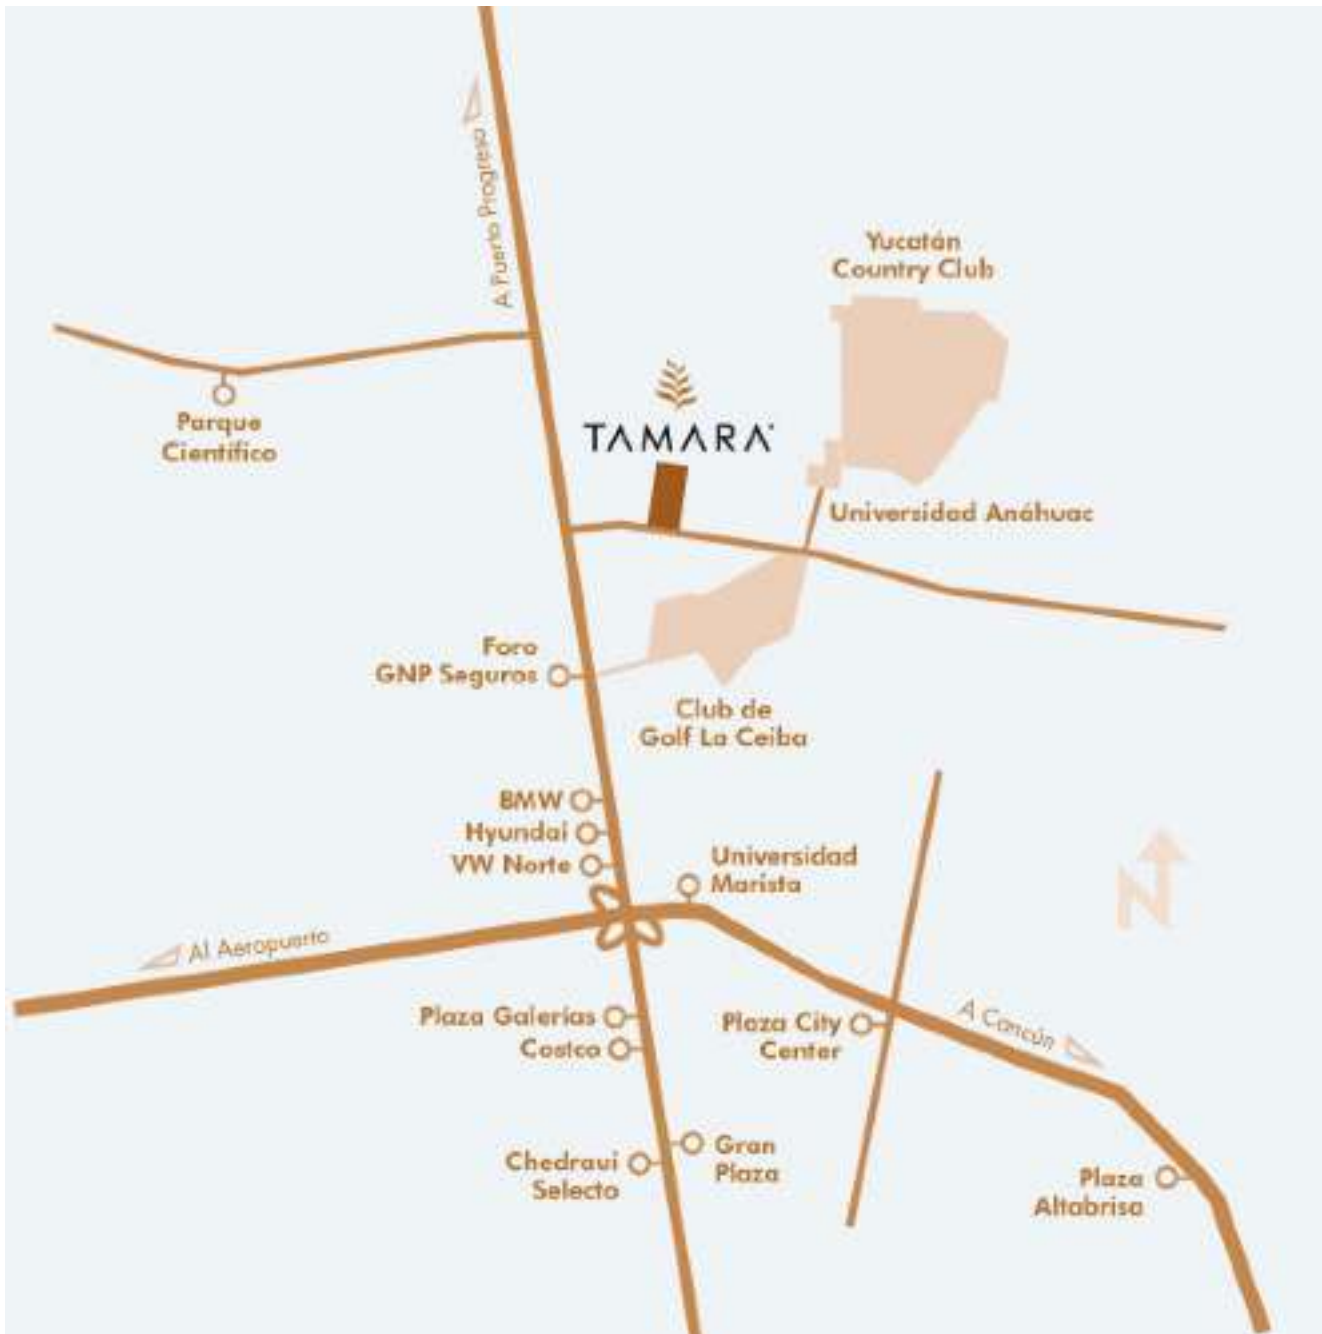 A Puerto Progreso
Yucatán
Country Club
Parque
Científico
TAMARA
Universidad Anáhuac
Foro
GNP Seguros
Club de
Golf La Ceiba
BMW
Hyundai
VW Norte
Universidad
Marista
N
Al Aeropuerto
Plaza Galerías
Costco
Plaza City
Center
A Cancún
Chedraui
Selecto
Gran
Plaza
Plaza
Altabrisa